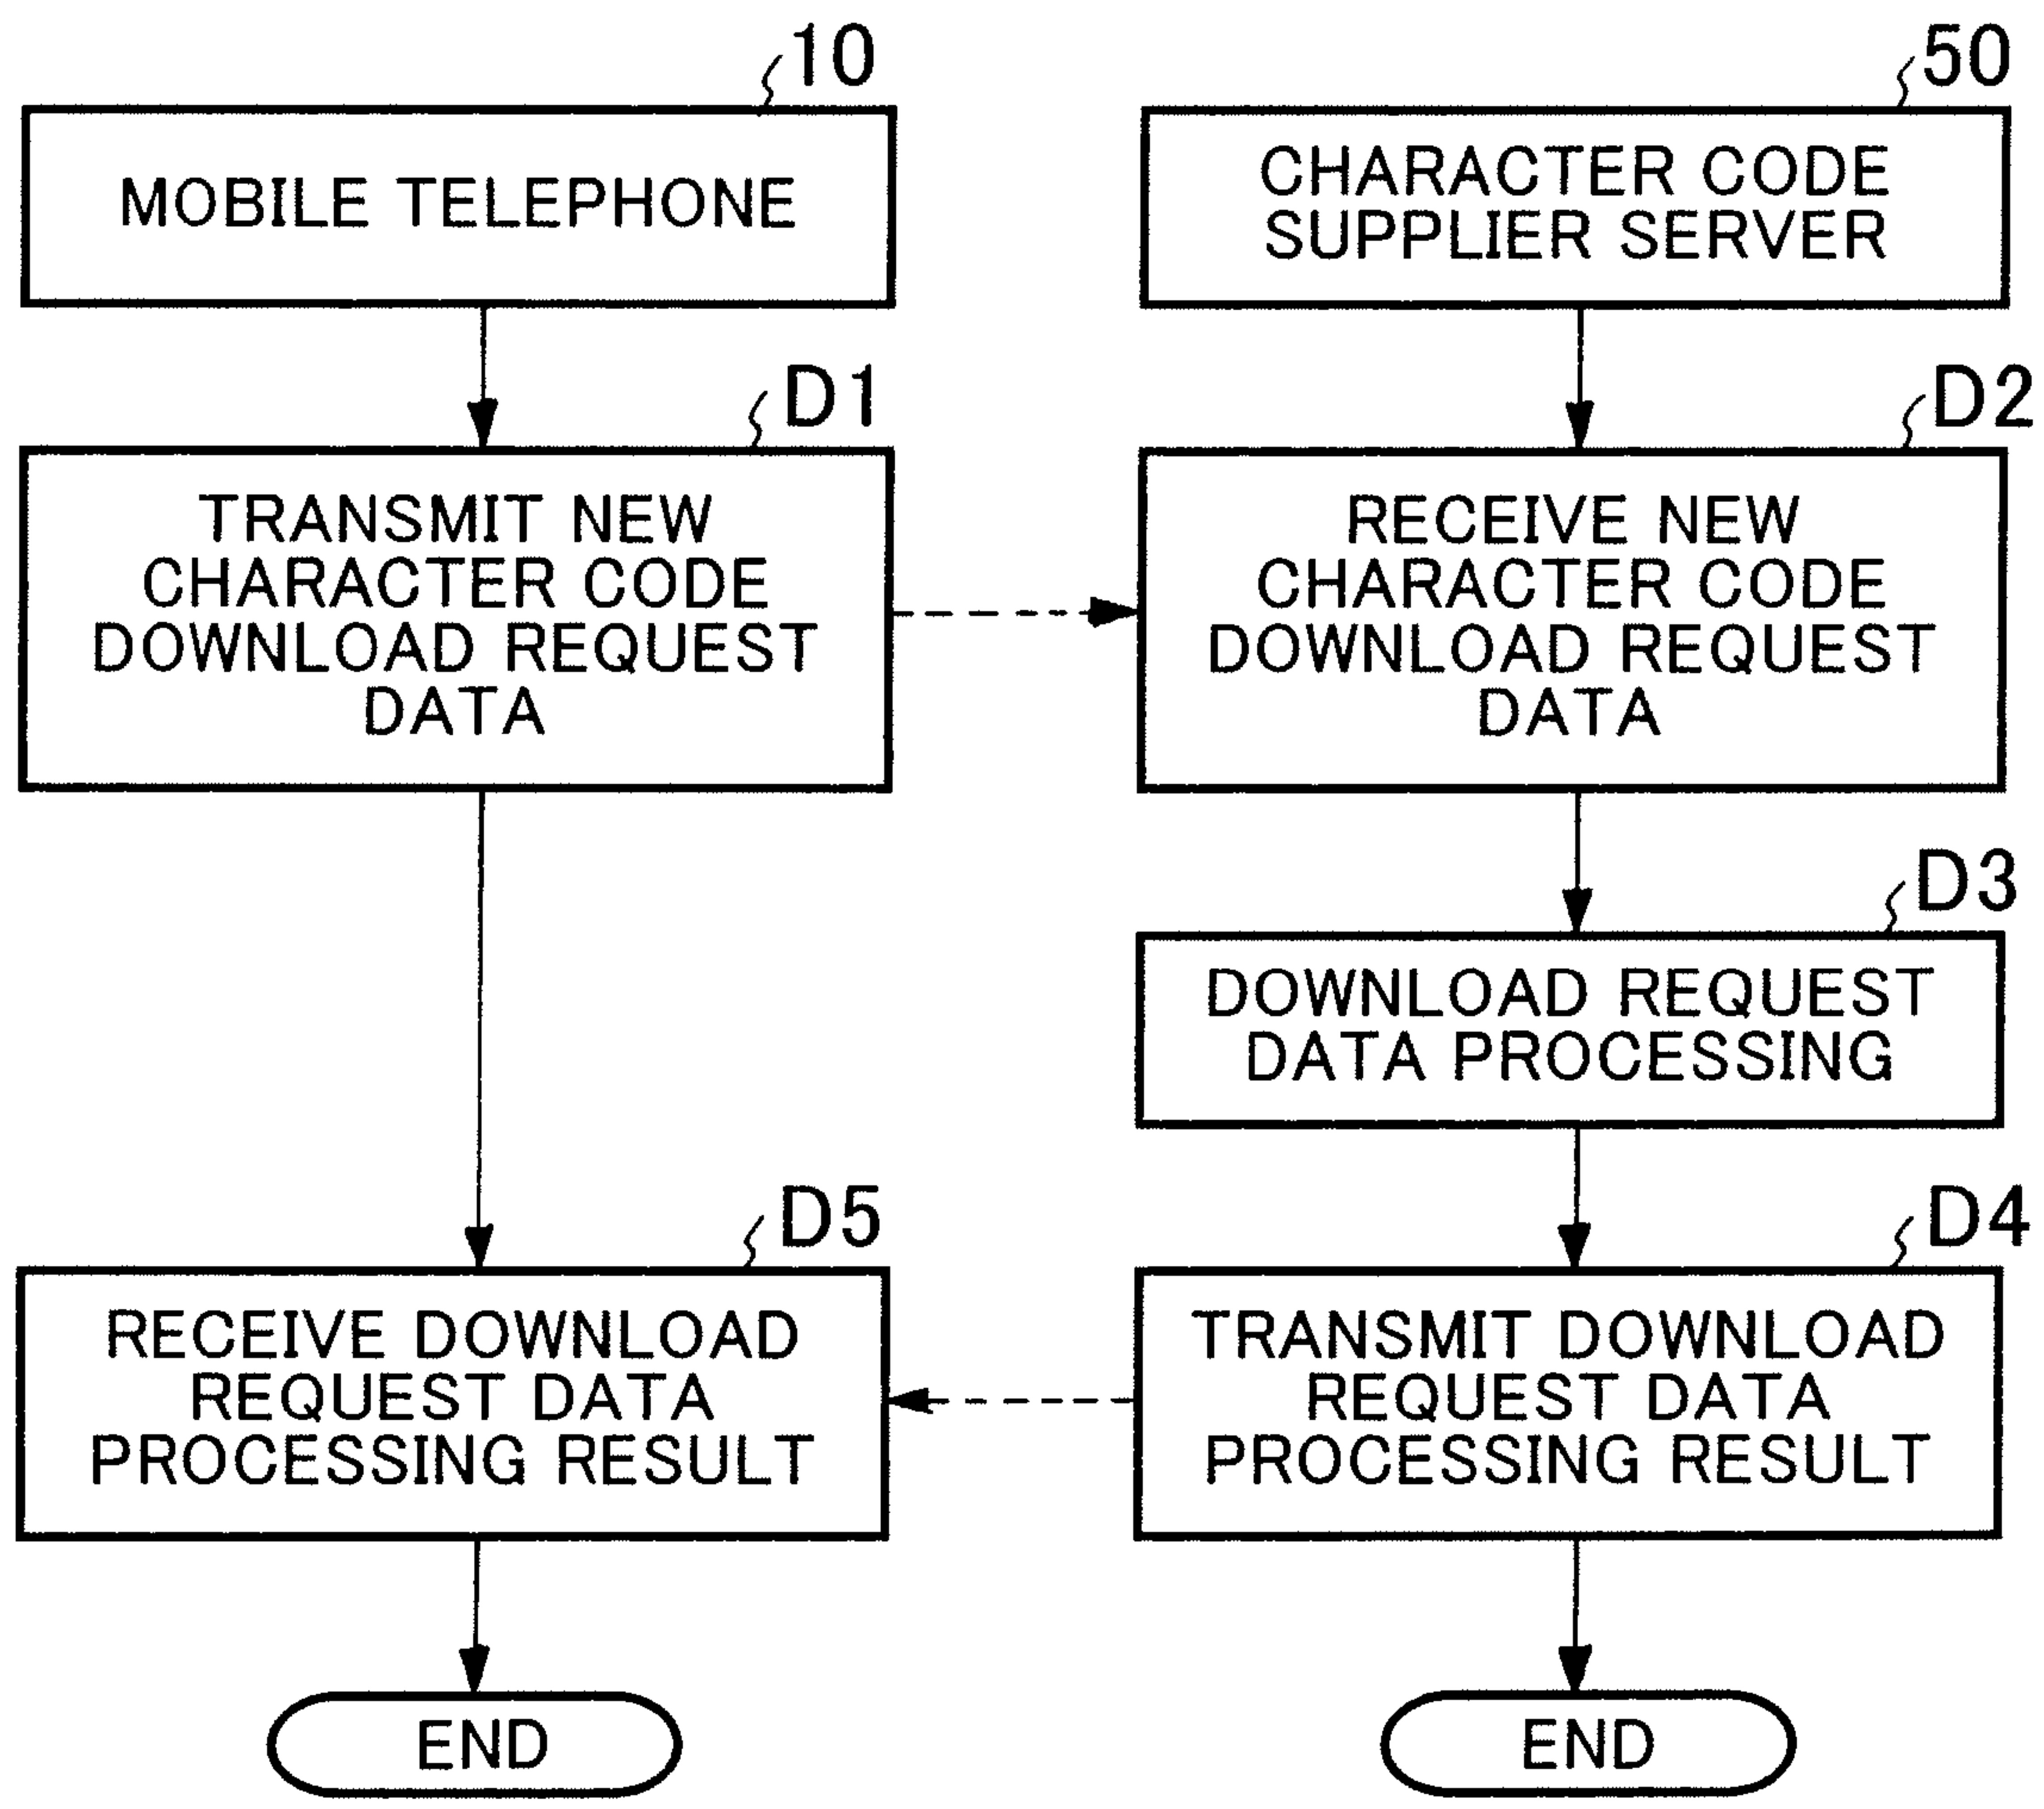 10
MOBILE TELEPHONE
50
CHARACTER CODE
SUPPLIER SERVER
D1
TRANSMIT NEW
CHARACTER CODE
DOWNLOAD REQUEST
DATA
D2
RECEIVE NEW
CHARACTER CODE
DOWNLOAD REQUEST
DATA
D3
DOWNLOAD REQUEST
DATA PROCESSING
D5
RECEIVE DOWNLOAD
REQUEST DATA
PROCESSING RESULT
D4
TRANSMIT DOWNLOAD
REQUEST DATA
PROCESSING RESULT
END
END